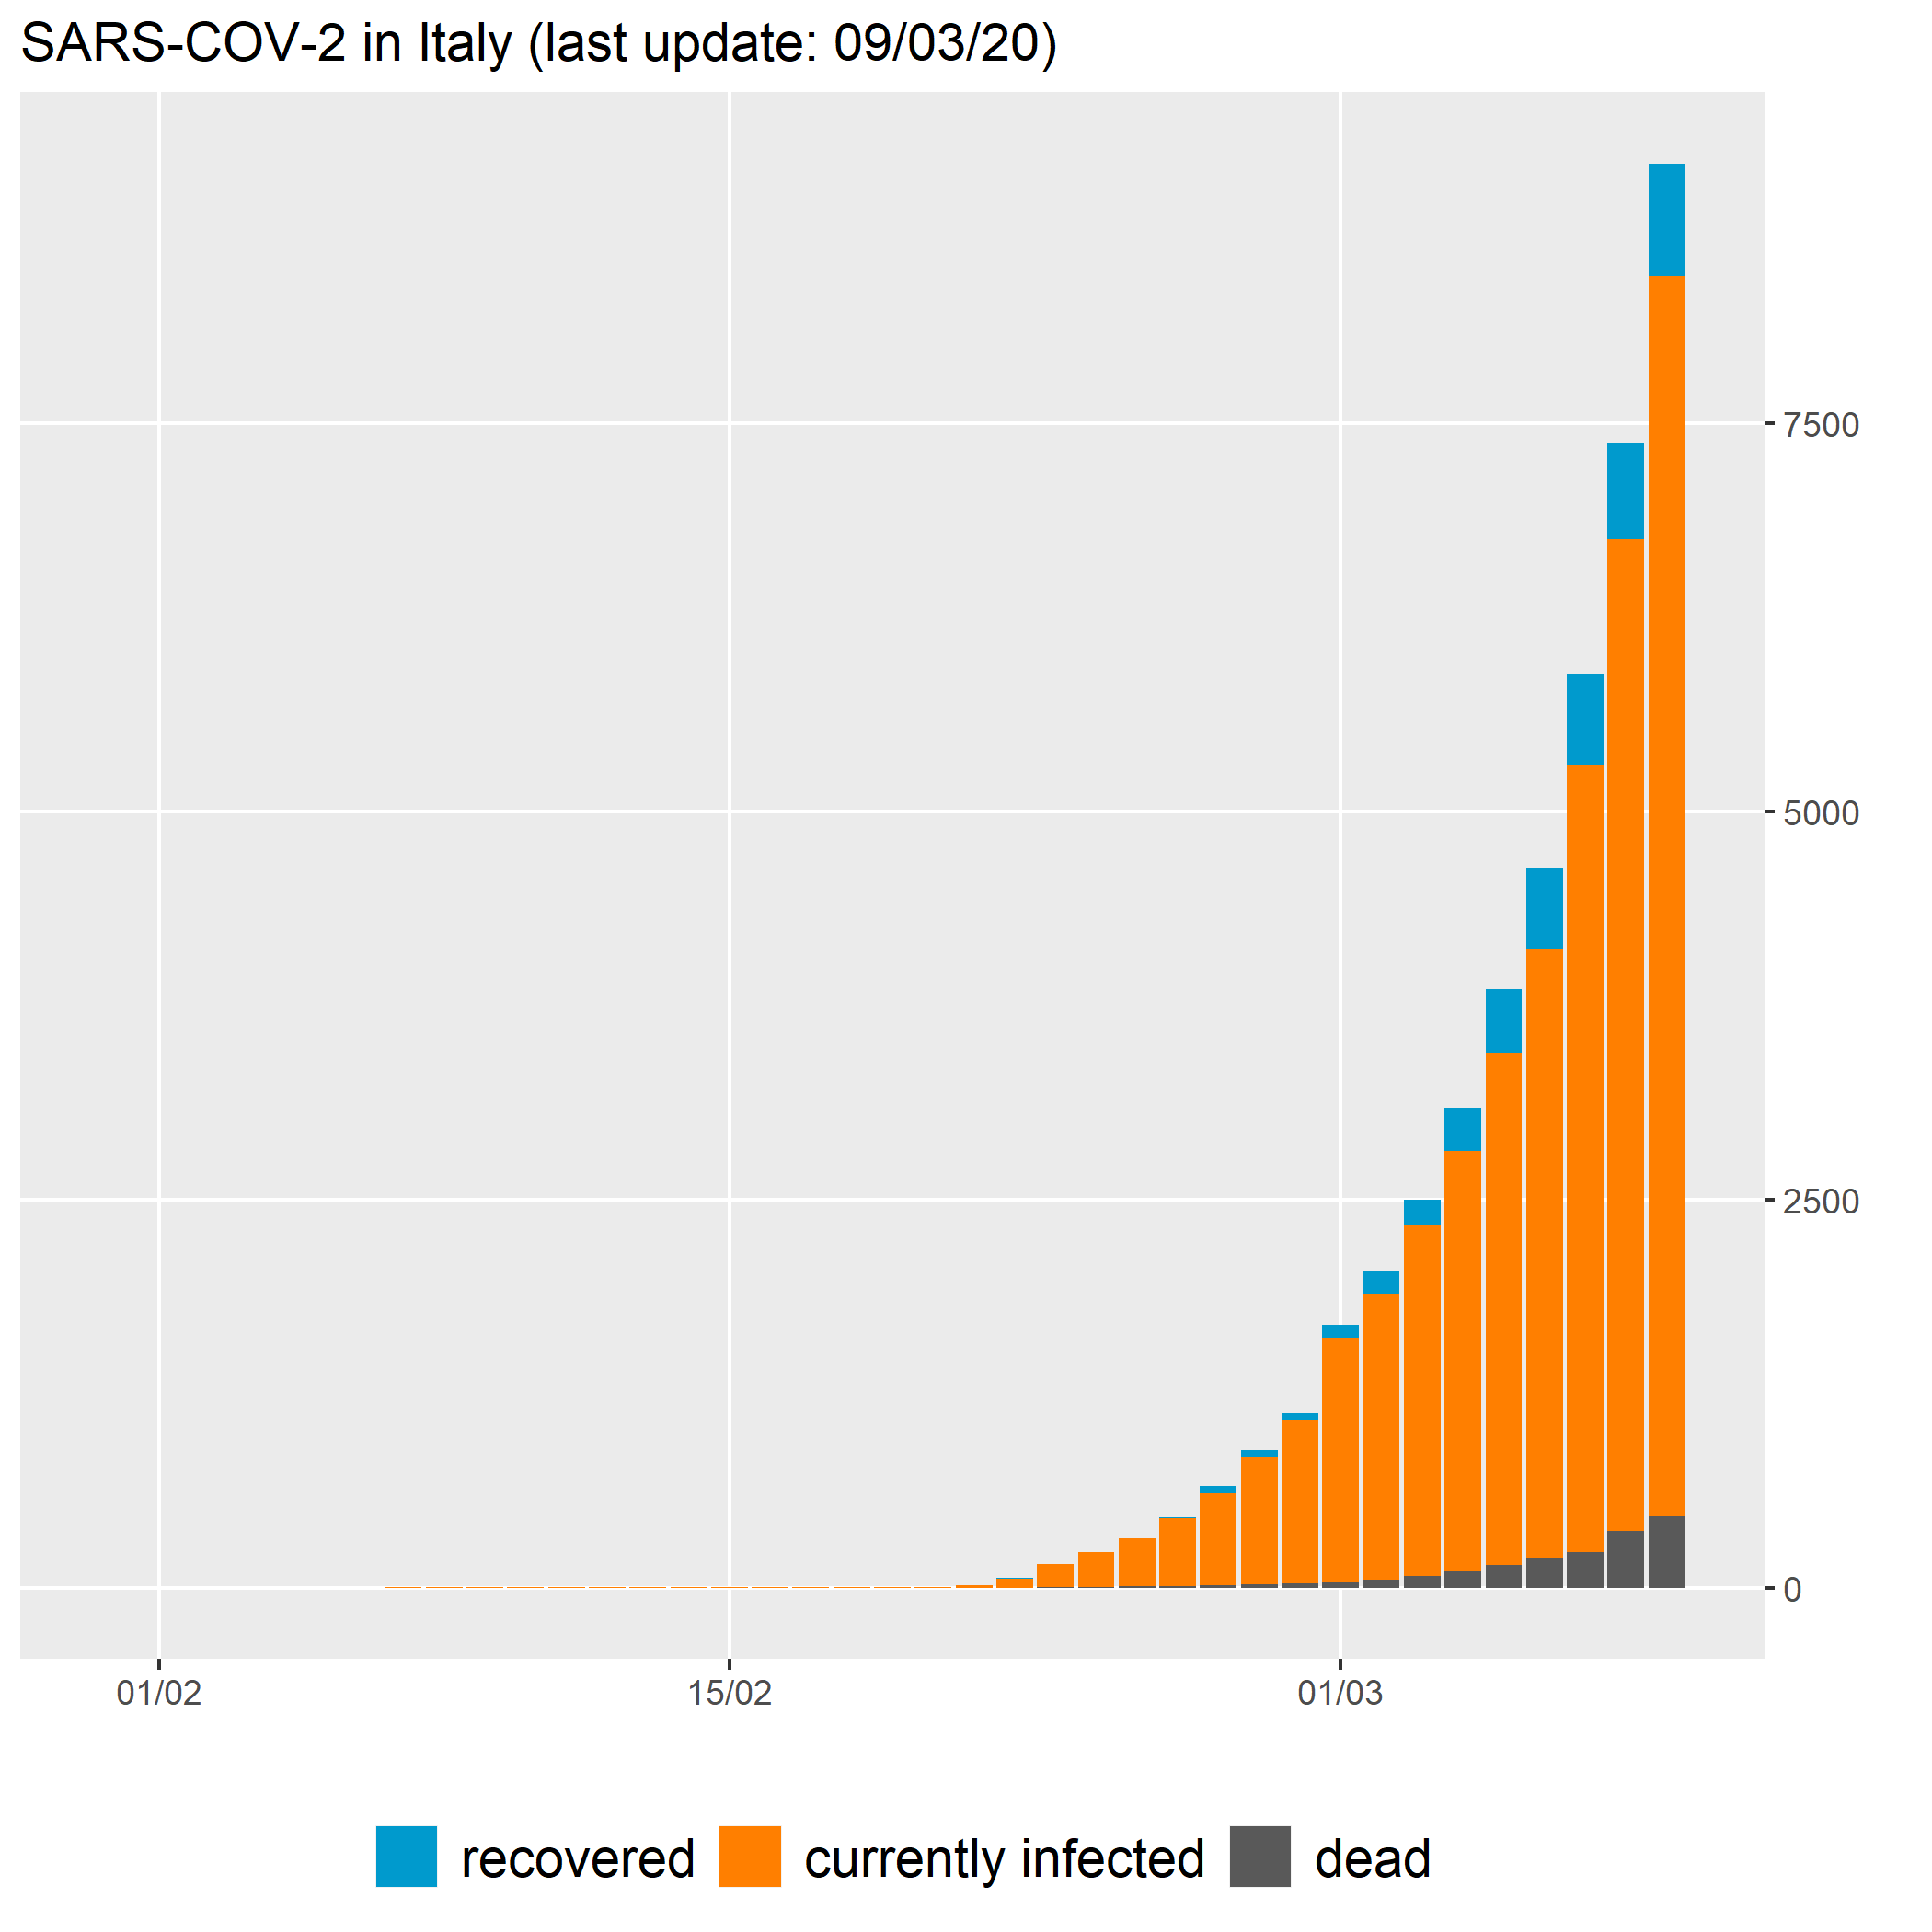 SARS-COV-2 in Italy (last update: 09/03/20)
7500
5000
2500
0
01/02 15/02 01/03
recovered currently infected dead